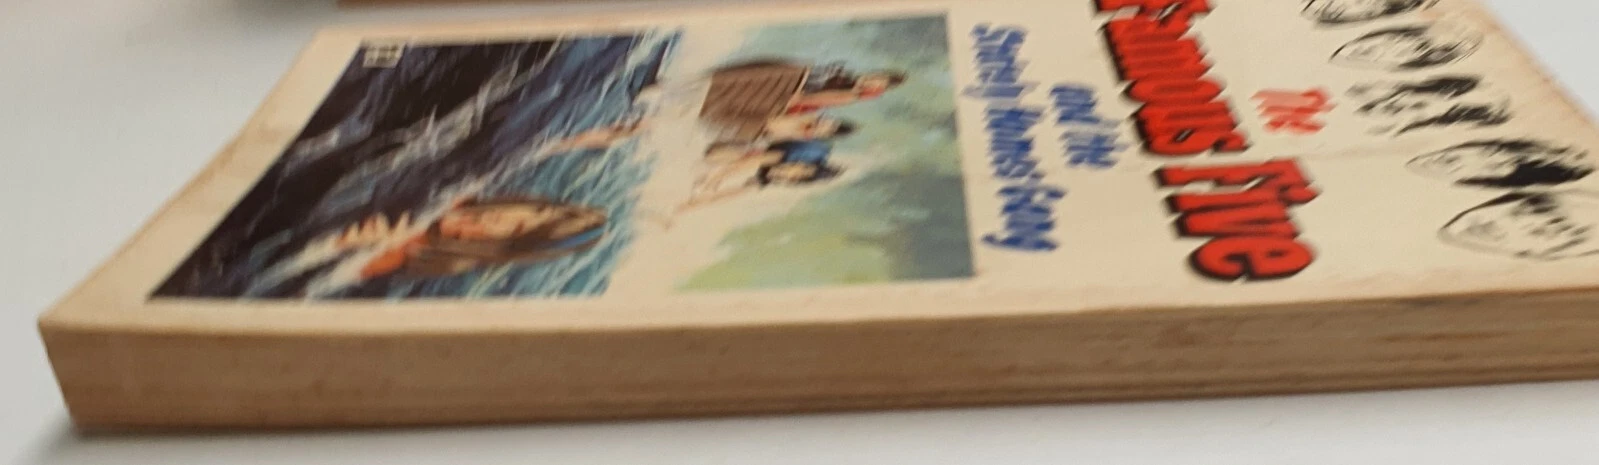 The
Famous Five
and the
Stately Homes Gang